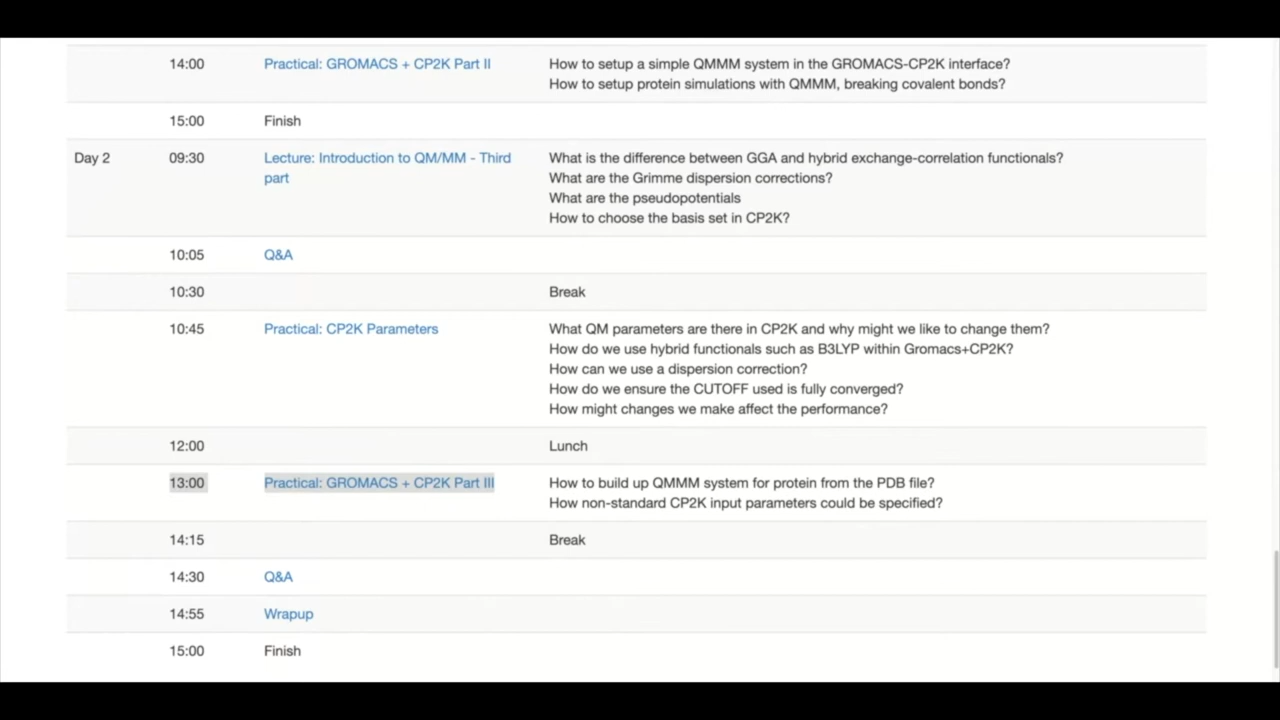 14:00 Practical: GROMACS + CP2K Part II How to setup a simple QMMM system in the GROMACS-CP2K interface?
How to setup protein simulations with QMMM, breaking covalent bonds?
15:00 Finish
Day 2 09:30 Lecture: Introduction to QM/MM - Third What is the difference between GGA and hybrid exchange-correlation functionals?
part What are the Grimme dispersion corrections?
What are the pseudopotentials
How to choose the basis set in CP2K?
10:05 Q&A
10:30 Break
10:45 Practical: CP2K Parameters What QM parameters are there in CP2K and why might we like to change them?
How do we use hybrid functionals such as B3LYP within Gromacs+CP2K?
How can we use a dispersion correction?
How do we ensure the CUTOFF used is fully converged?
How might changes we make affect the performance?
12:00 Lunch
13:00 Practical: GROMACS + CP2K Part III How to build up QMMM system for protein from the PDB file?
How non-standard CP2K input parameters could be specified?
14:15 Break
14:30 Q&A
14:55 Wrapup
15:00 Finish